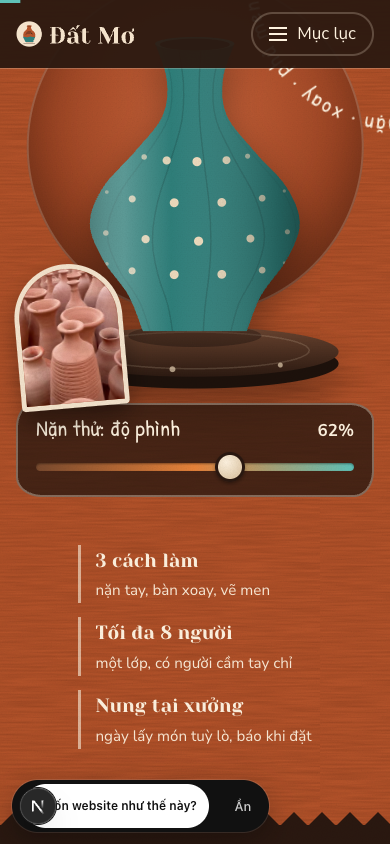 Đất Mơ
Mục lục
xoay ·
Nặn thử: độ phình
62%
3 cách làm
nặn tay, bàn xoay, vẽ men
Tối đa 8 người
một lớp, có người cầm tay chỉ
Nung tại xưởng
ngày lấy món tuỳ lò, báo khi đặt
N
website như thế này?
Ẩn